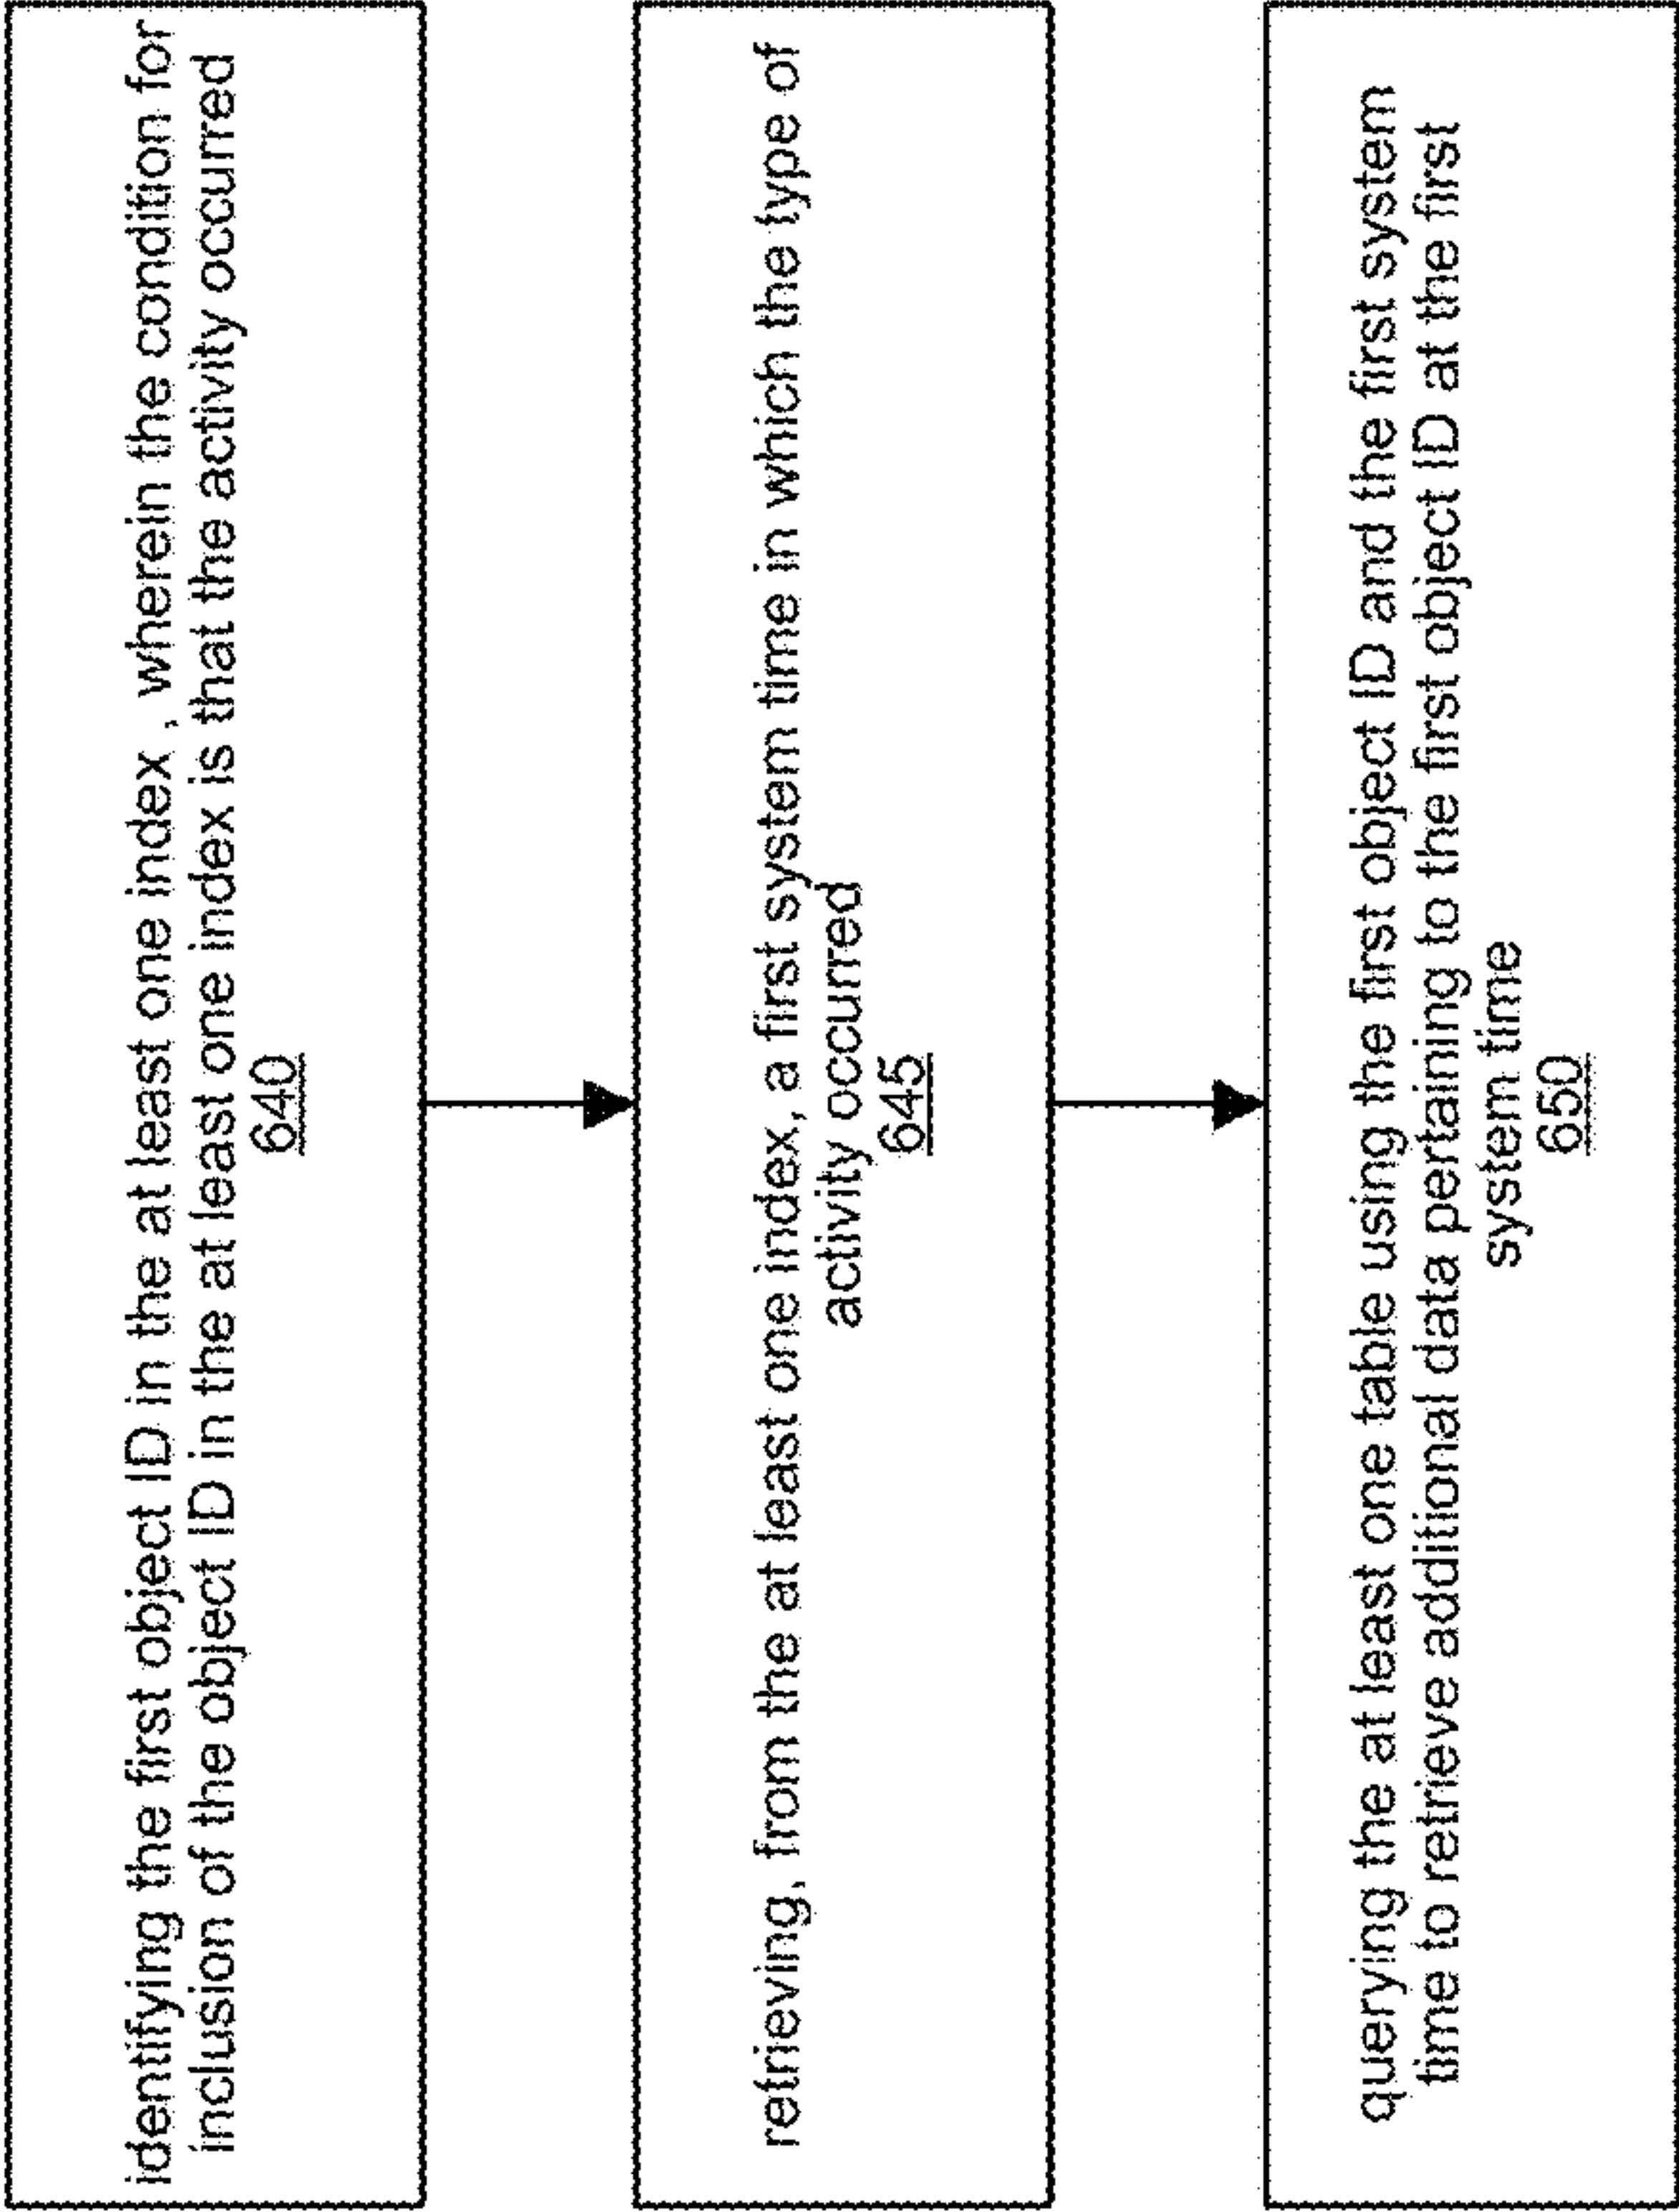 identifying the first object ID in the at least one index , wherein the condition for
inclusion of the object ID in the at least one index is that the activity occurred
640
retrieving, from the at least one index, a first system time in which the type of
activity occurred
645
querying the at least one table using the first object ID and the first system
time to retrieve additional data pertaining to the first object ID at the first
system time
650